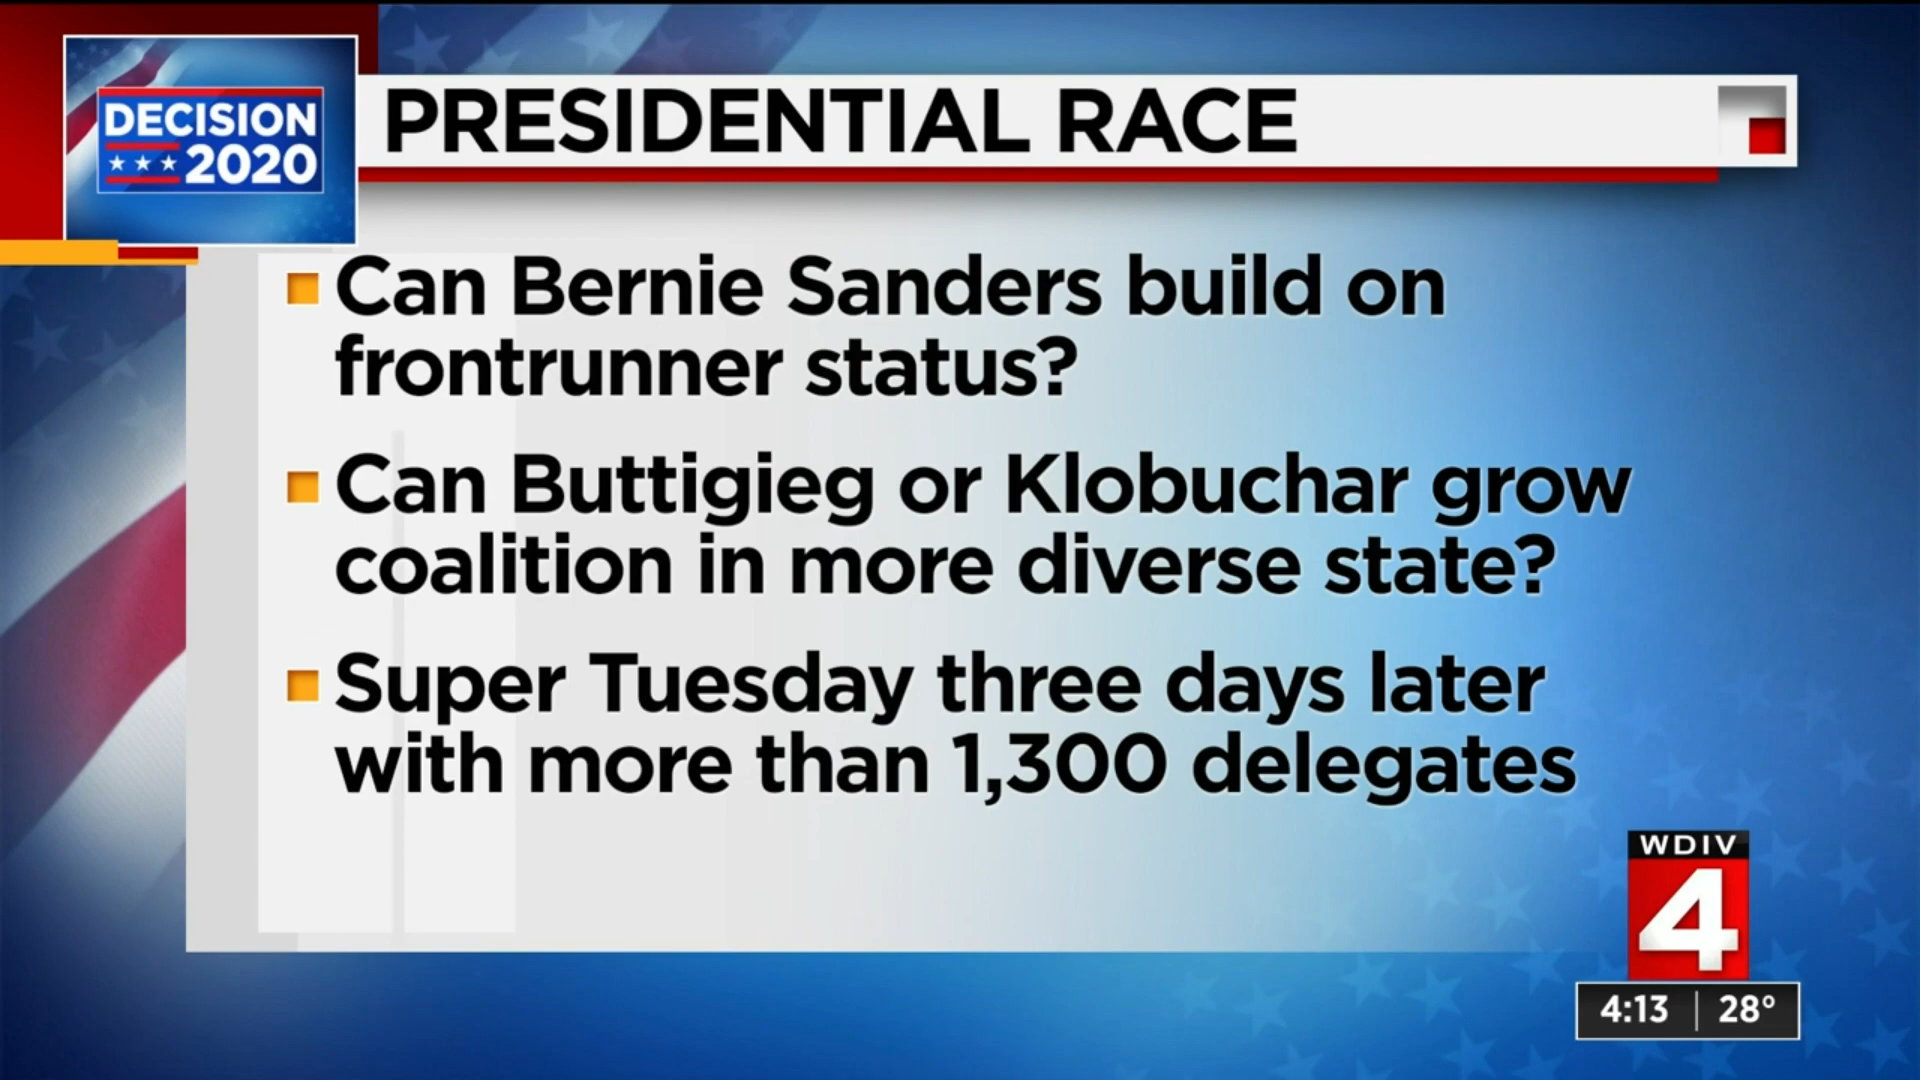 DECISION
2020
PRESIDENTIAL RACE
Can Bernie Sanders build on
frontrunner status?
Can Buttigieg or Klobuchar grow
coalition in more diverse state?
Super Tuesday three days later
with more than 1,300 delegates
WDIV
4
4:13 | 28°